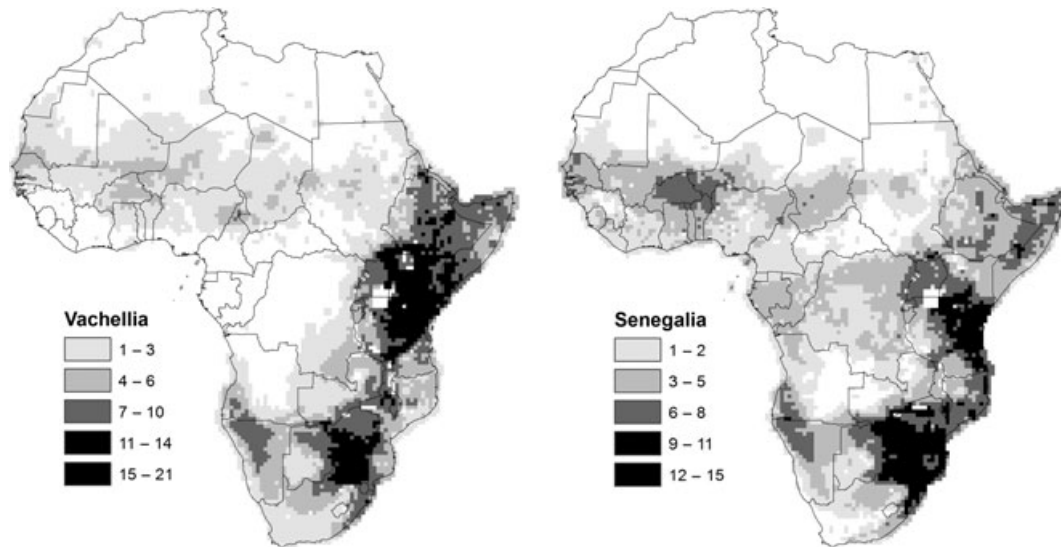 Vachellia
1 – 3
4 – 6
7 – 10
11 – 14
15 – 21
Senegalia
1 – 2
3 – 5
6 – 8
9 – 11
12 – 15